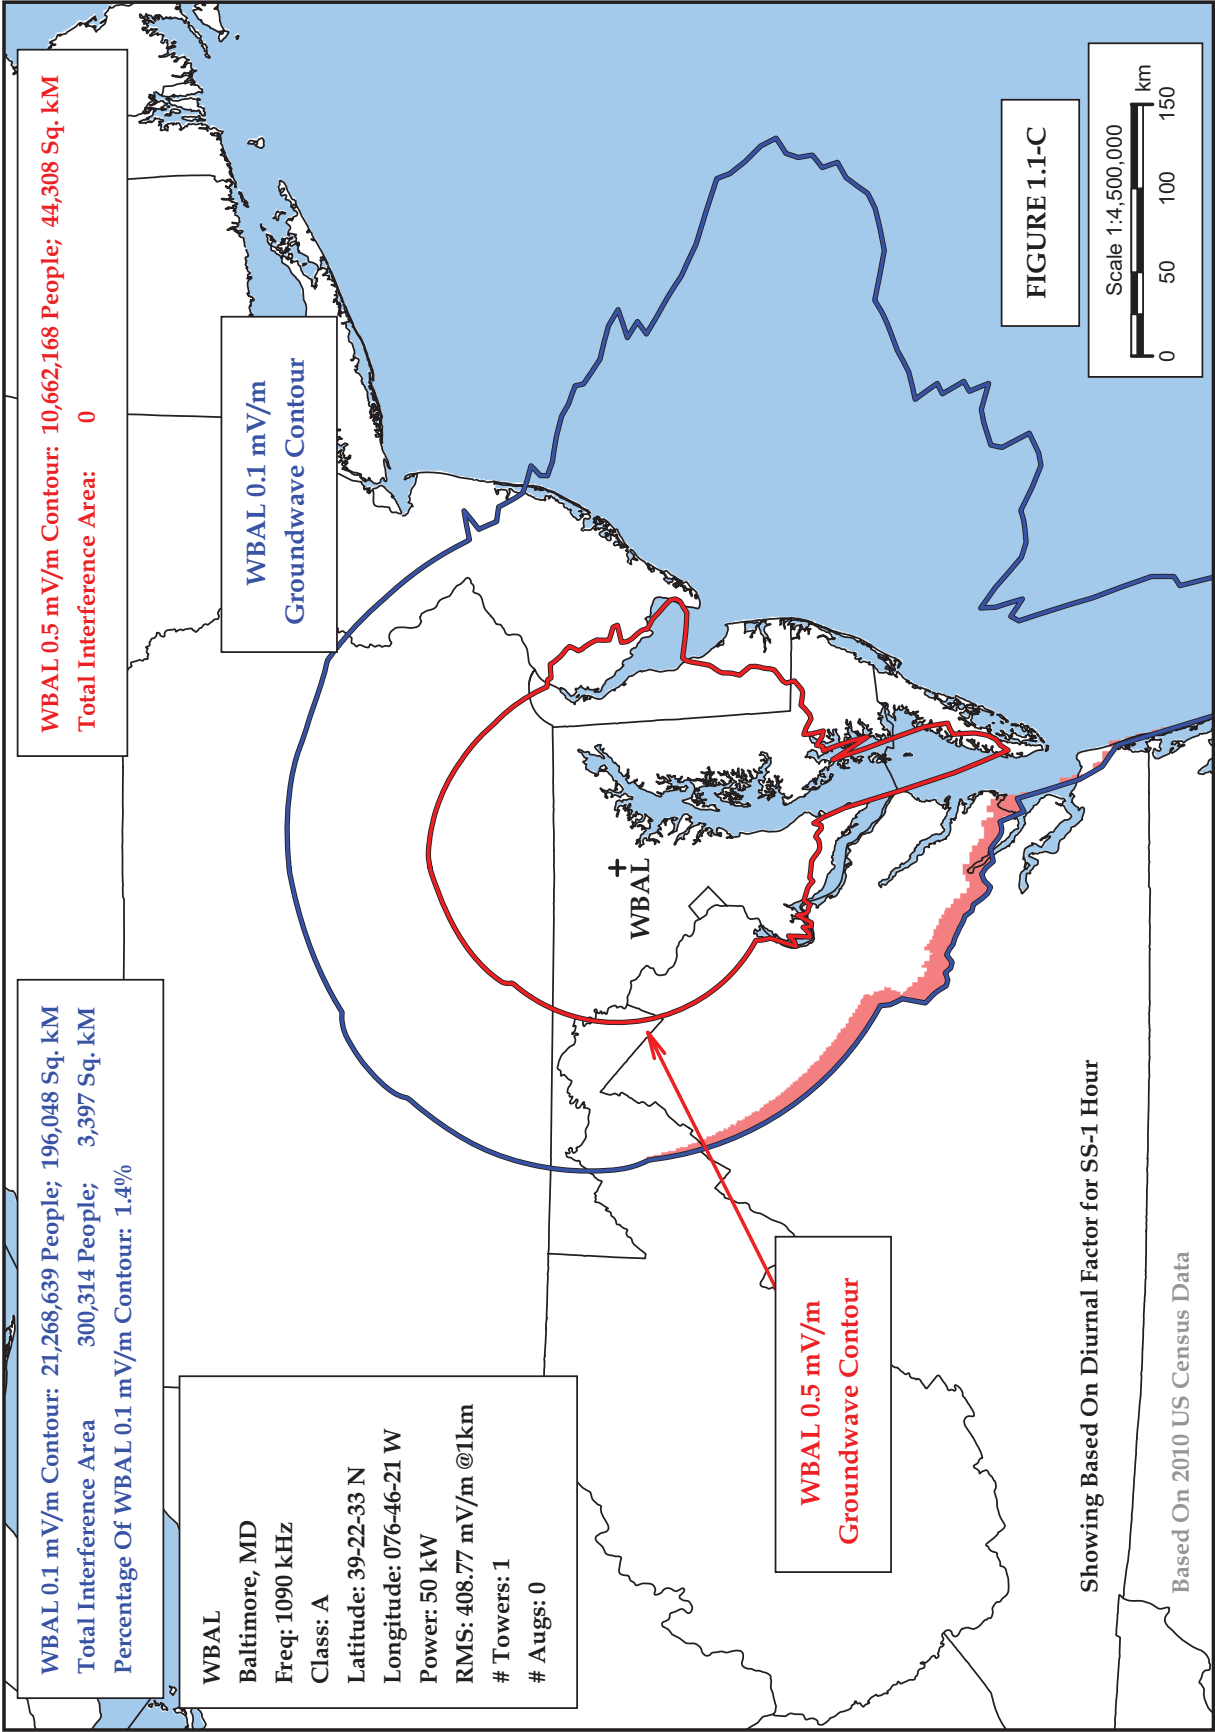 WBAL 0.1 mV/m Contour: 21,268,639 People; 196,048 Sq. kM
Total Interference Area 300,314 People; 3,397 Sq. kM
Percentage Of WBAL 0.1 mV/m Contour: 1.4%
WBAL 0.5 mV/m Contour: 10,662,168 People; 44,308 Sq. kM
Total Interference Area: 0
WBAL
Baltimore, MD
Freq: 1090 kHz
Class: A
Latitude: 39-22-33 N
Longitude: 076-46-21 W
Power: 50 kW
RMS: 408.77 mV/m @1km
# Towers: 1
# Augs: 0
WBAL 0.1 mV/m
Groundwave Contour
WBAL
WBAL 0.5 mV/m
Groundwave Contour
FIGURE 1.1-C
Scale 1:4,500,000
km
0 50 100 150
Showing Based On Diurnal Factor for SS-1 Hour
Based On 2010 US Census Data